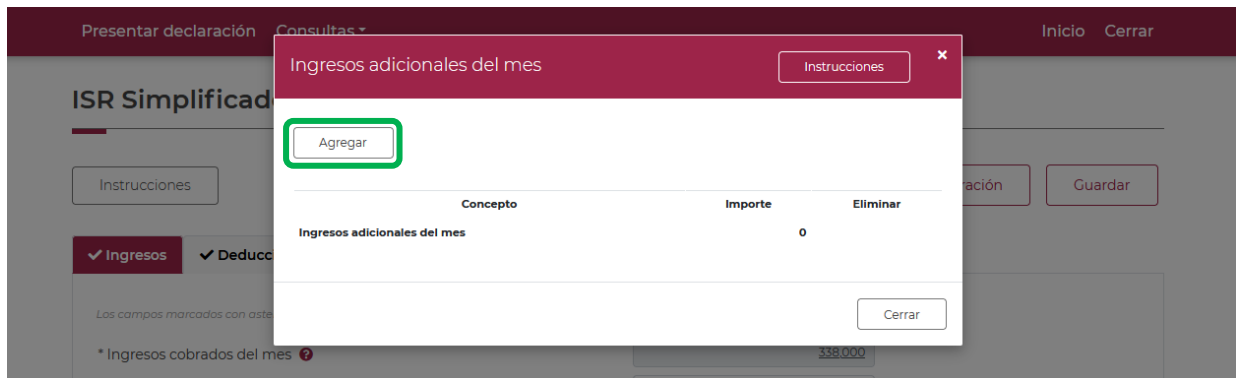 Presentar declaración Consultas Inicio Cerrar
Ingresos adicionales del mes Instrucciones ×
ISR Simplificad
Agregar
Instrucciones ración Guardar
Concepto Importe Eliminar
Ingresos adicionales del mes 0
Ingresos Deducc
Los campos marcados con aste
Cerrar
* Ingresos cobrados del mes ? 338,000